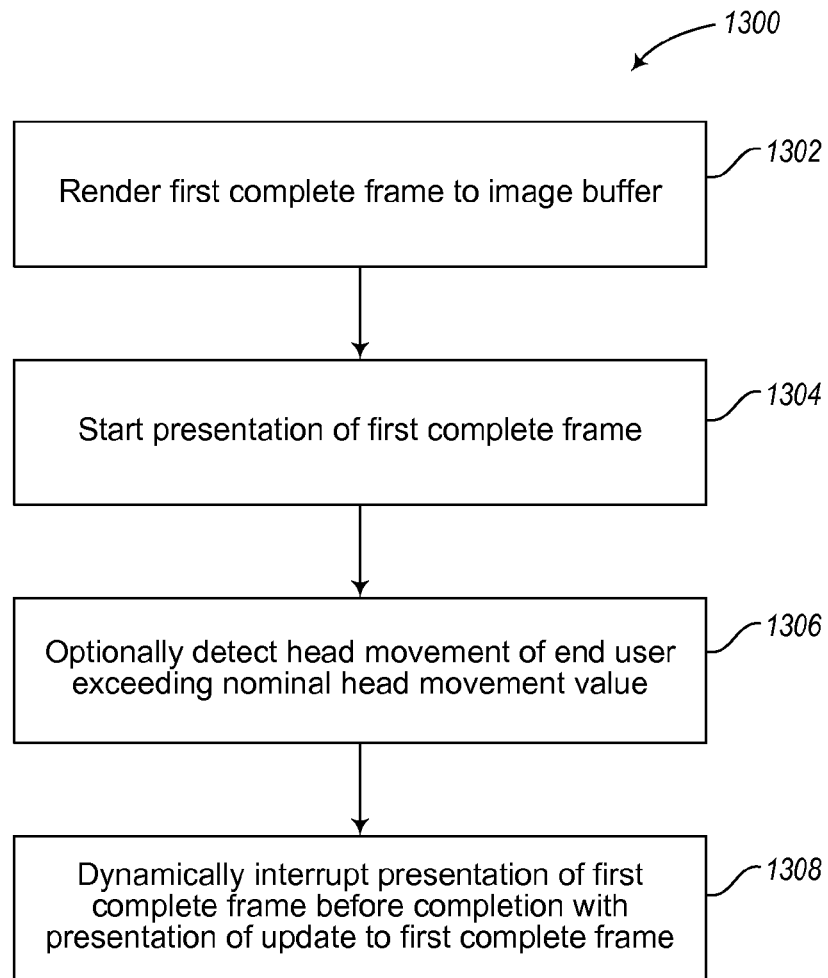 1300
1302
Render first complete frame to image buffer
1304
Start presentation of first complete frame
1306
Optionally detect head movement of end user
exceeding nominal head movement value
1308
Dynamically interrupt presentation of first
complete frame before completion with
presentation of update to first complete frame